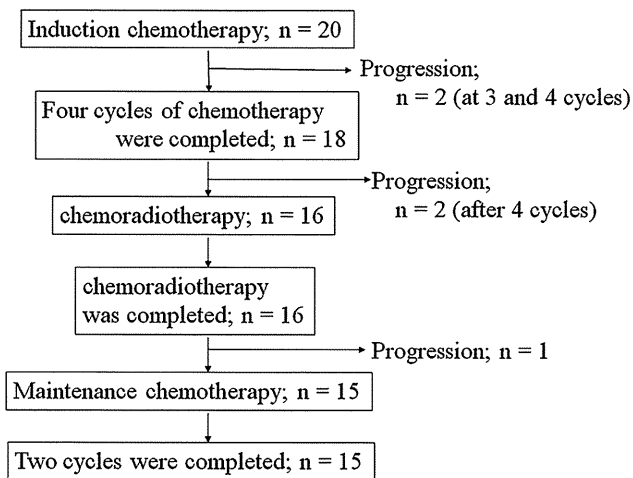 Induction chemotherapy; n = 20
Progression;
n = 2 (at 3 and 4 cycles)
Four cycles of chemotherapy
were completed; n = 18
Progression;
n = 2 (after 4 cycles)
chemoradiotherapy; n = 16
chemoradiotherapy
was completed; n = 16
Progression; n = 1
Maintenance chemotherapy; n = 15
Two cycles were completed; n = 15